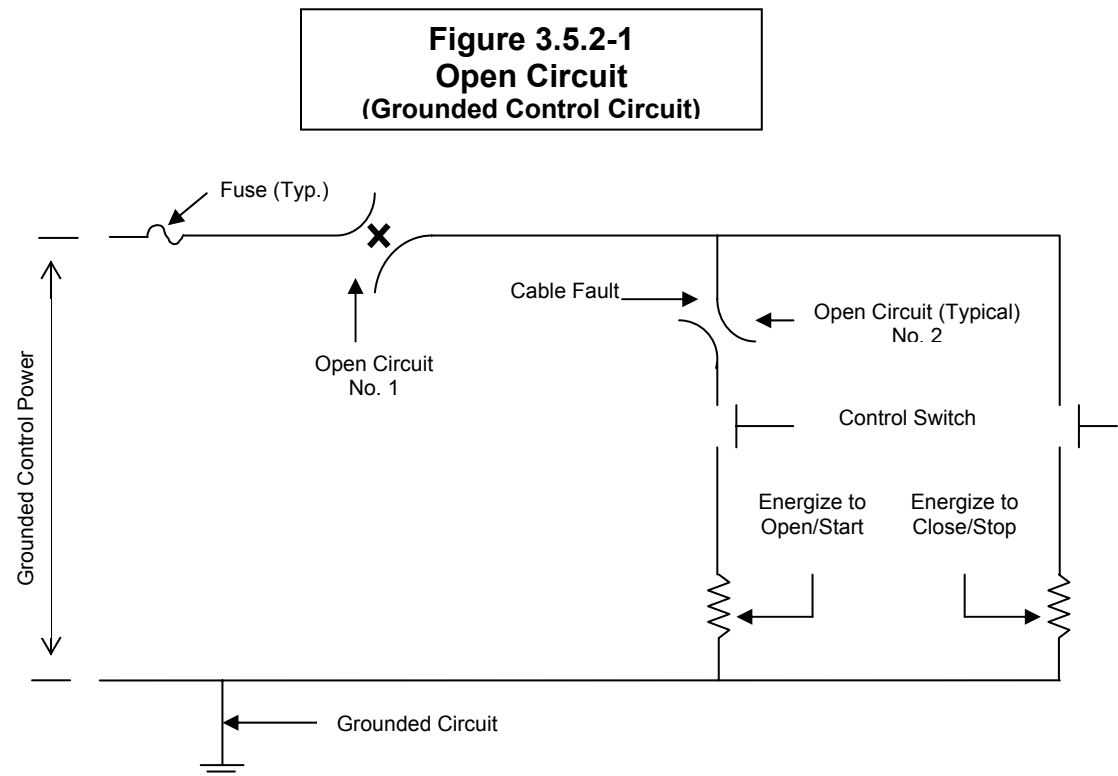 Figure 3.5.2-1
Open Circuit
(Grounded Control Circuit)
Fuse (Typ.)
Cable Fault
Open Circuit (Typical)
No. 2
Open Circuit
No. 1
Grounded Control Power
Control Switch
Energize to
Open/Start
Energize to
Close/Stop
Grounded Circuit